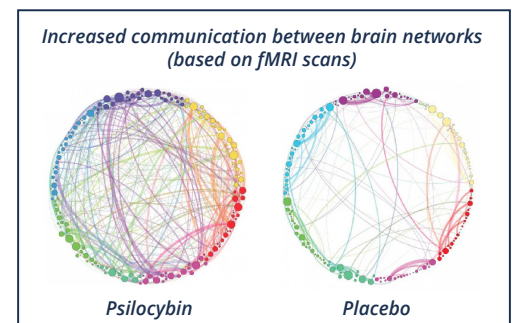 Increased communication between brain networks
(based on fMRI scans)
Psilocybin
Placebo